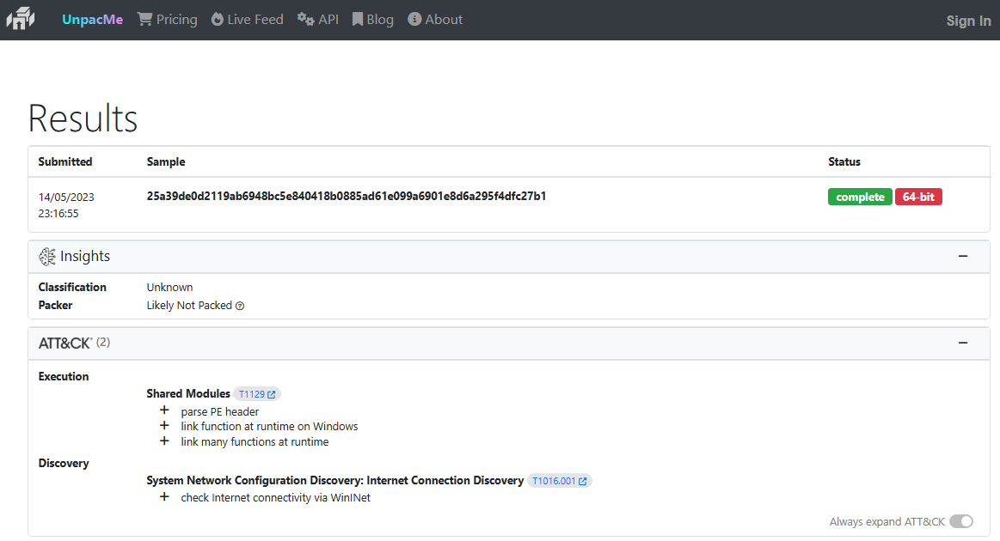 UnpacMe Pricing Live Feed API Blog About Sign In
Results
Submitted Sample Status
14/05/2023 25a39de0d2119ab6948bc5e840418b0885ad61e099a6901e8d6a295f4dfc27b1 complete 64-bit
23:16:55
Insights
Classification Unknown
Packer Likely Not Packed
ATT&CK® (2)
Execution
Shared Modules T1129
+ parse PE header
+ link function at runtime on Windows
+ link many functions at runtime
Discovery
System Network Configuration Discovery: Internet Connection Discovery T1016.001
+ check Internet connectivity via WinINet
Always expand ATT&CK